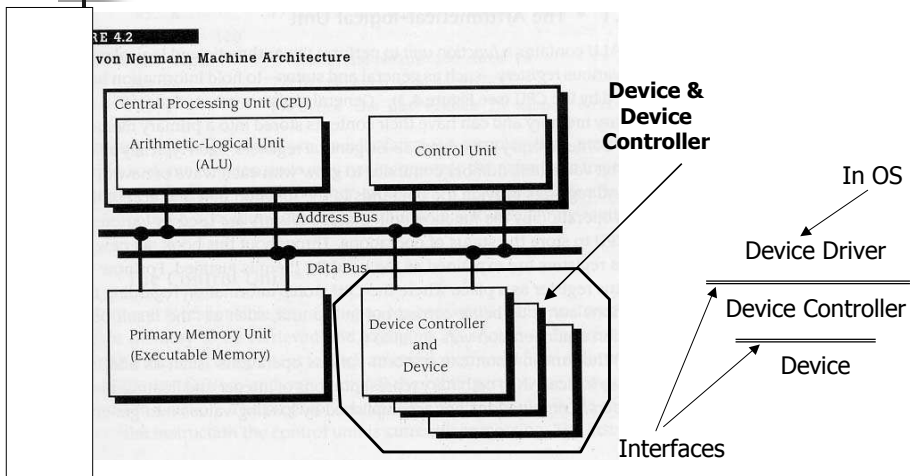 RE 4.2
von Neumann Machine Architecture
Central Processing Unit (CPU)
Arithmetic-Logical Unit
(ALU)
Control Unit
Address Bus
Data Bus
Primary Memory Unit
(Executable Memory)
Device Controller
and
Device
Device &
Device
Controller
In OS
Device Driver
Device Controller
Device
Interfaces